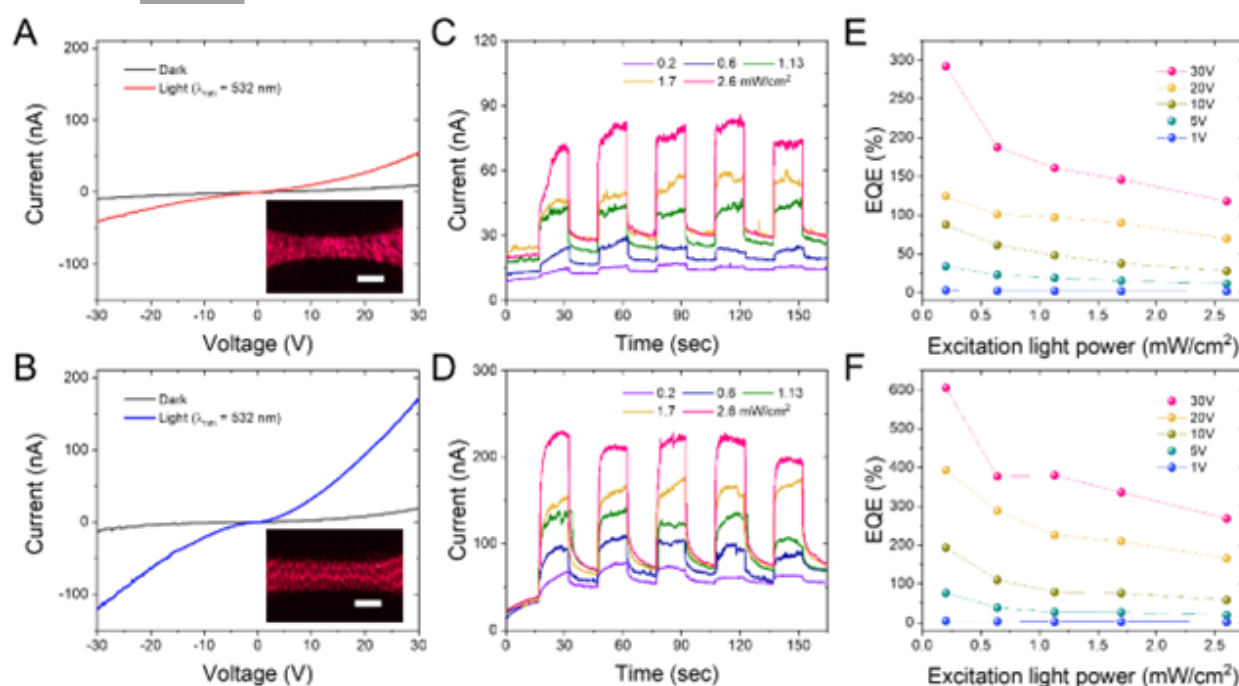 A
Current (nA)
200
100
0
-100
Dark
Light (λirr = 532 nm)
-30 -20 -10 0 10 20 30
Voltage (V)
B
Current (nA)
200
100
0
-100
Dark
Light (λirr = 532 nm)
-30 -20 -10 0 10 20 30
Voltage (V)
C
Current (nA)
120
90
60
30
0
0.2 0.6 1.13
1.7 2.6 mW/cm²
0 30 60 90 120 150
Time (sec)
D
Current (nA)
300
200
100
0
0.2 0.6 1.13
1.7 2.6 mW/cm²
0 30 60 90 120 150
Time (sec)
E
EQE (%)
300
250
200
150
100
50
0
30V
20V
10V
5V
1V
0.0 0.5 1.0 1.5 2.0 2.5
Excitation light power (mW/cm²)
F
EQE (%)
600
500
400
300
200
100
0
30V
20V
10V
5V
1V
0.0 0.5 1.0 1.5 2.0 2.5
Excitation light power (mW/cm²)